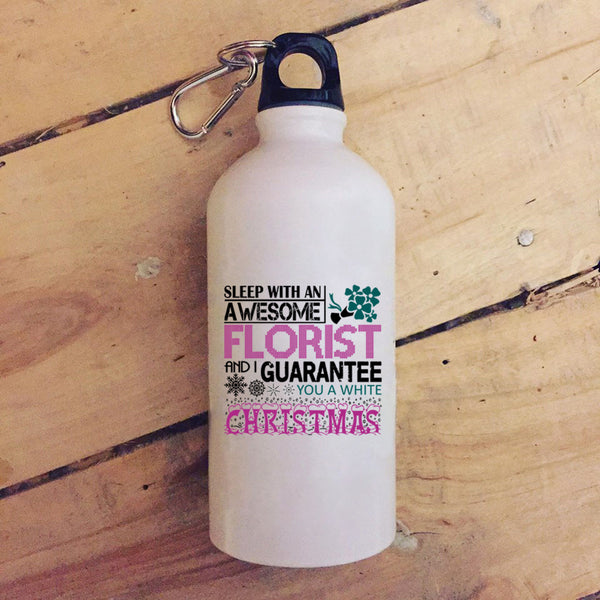 SLEEP WITH AN
AWESOME
FLORIST
AND I GUARANTEE
YOU A WHITE
CHRISTMAS